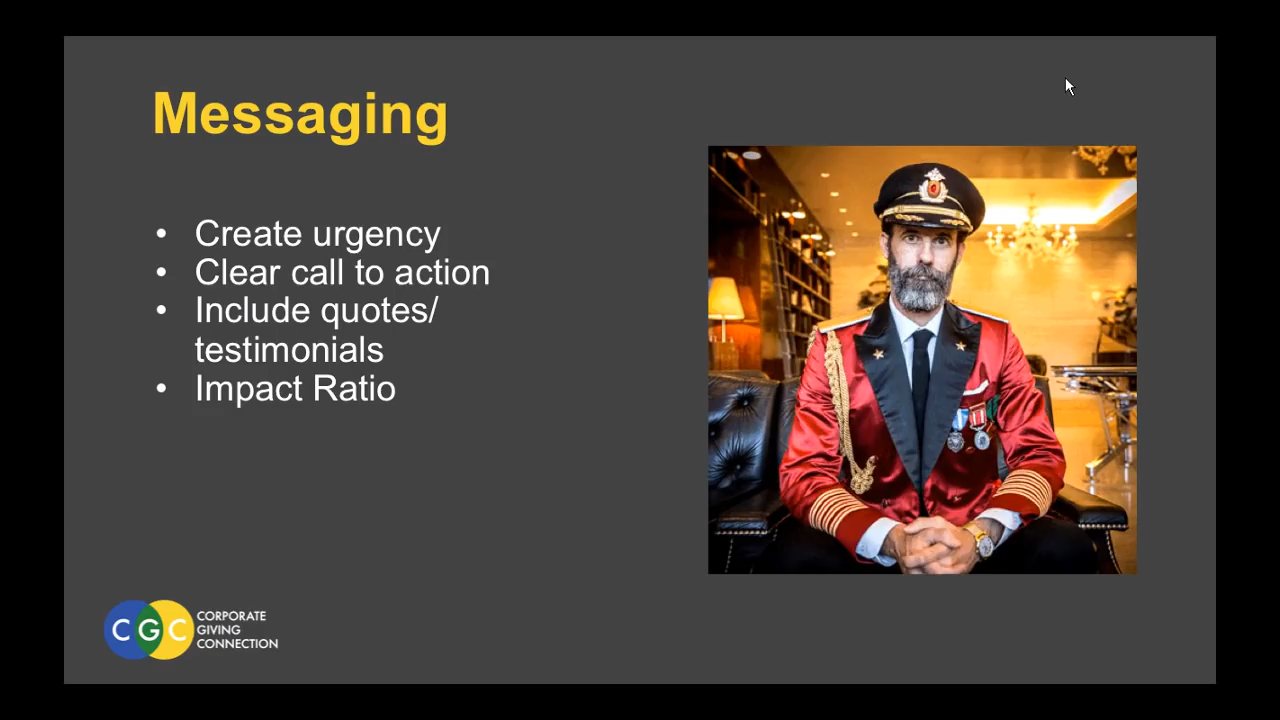 Messaging
• Create urgency
• Clear call to action
• Include quotes/
testimonials
• Impact Ratio
CGC
CORPORATE
GIVING
CONNECTION